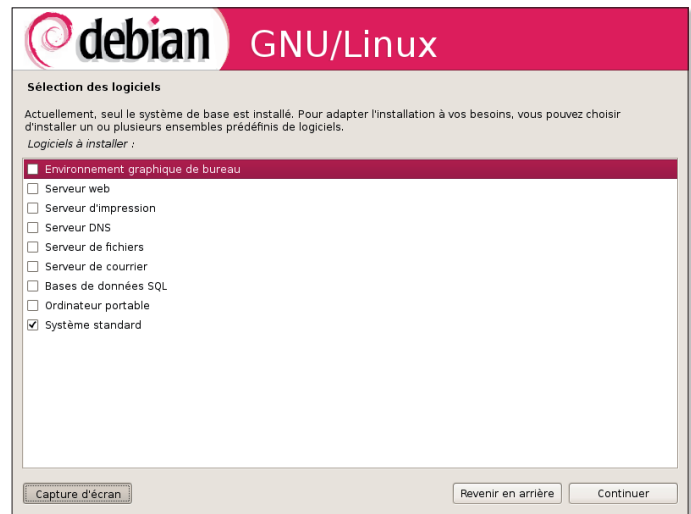 debian GNU/Linux
Sélection des logiciels
Actuellement, seul le système de base est installé. Pour adapter l'installation à vos besoins, vous pouvez choisir
d'installer un ou plusieurs ensembles prédéfinis de logiciels.
Logiciels à installer :
Environnement graphique de bureau
Serveur web
Serveur d'impression
Serveur DNS
Serveur de fichiers
Serveur de courrier
Bases de données SQL
Ordinateur portable
Système standard
Capture d'écran
Revenir en arrière
Continuer